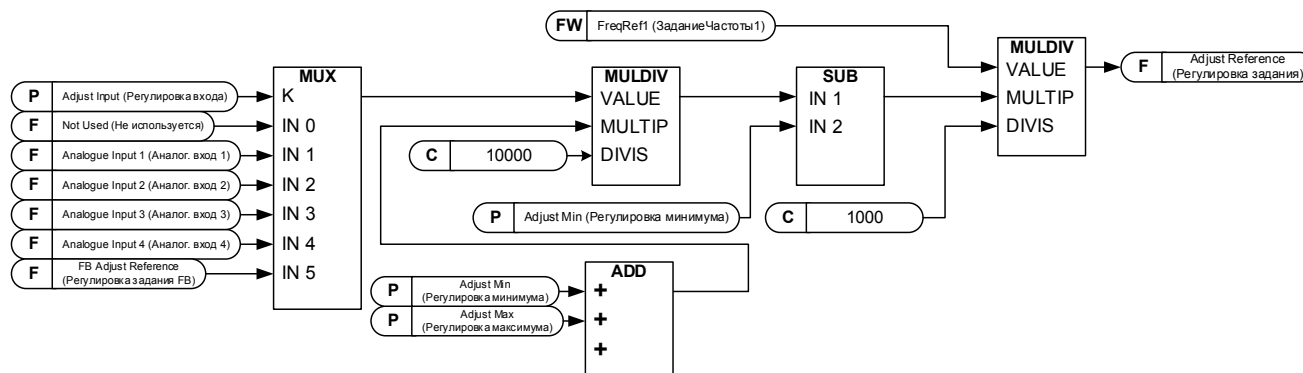 FW FreqRef1 (ЗаданиеЧастоты1)
MUX
P Adjust Input (Регулировка входа)
K
F Not Used (Не используется)
IN 0
F Analogue Input 1 (Аналог. вход 1)
IN 1
F Analogue Input 2 (Аналог. вход 2)
IN 2
F Analogue Input 3 (Аналог. вход 3)
IN 3
F Analogue Input 4 (Аналог. вход 4)
IN 4
F FB Adjust Reference
(Регулировка задания FB)
IN 5
MULDIV
VALUE
MULTIP
C 10000
DIVIS
SUB
IN 1
IN 2
P Adjust Min (Регулировка минимума)
MULDIV
VALUE
MULTIP
DIVIS
C 1000
F Adjust Reference
(Регулировка задания)
ADD
P Adjust Min
(Регулировка минимума)
+
P Adjust Max
(Регулировка максимума)
+
+